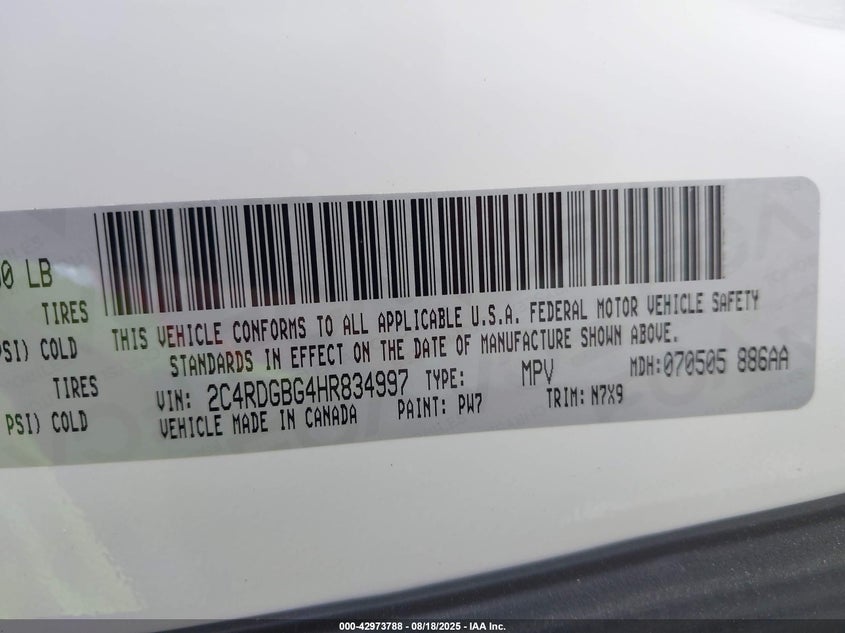 0 LB
TIRES
PSI) COLD
TIRES
PSI) COLD
THIS VEHICLE CONFORMS TO ALL APPLICABLE U.S.A. FEDERAL MOTOR VEHICLE SAFETY
STANDARDS IN EFFECT ON THE DATE OF MANUFACTURE SHOWN ABOVE.
VIN: 2C4RDGBG4HR834997 TYPE: MPV MDH:070505 886AA
VEHICLE MADE IN CANADA PAINT: PW7 TRIM: N7X9
000-42973788 - 08/18/2025 - IAA Inc.